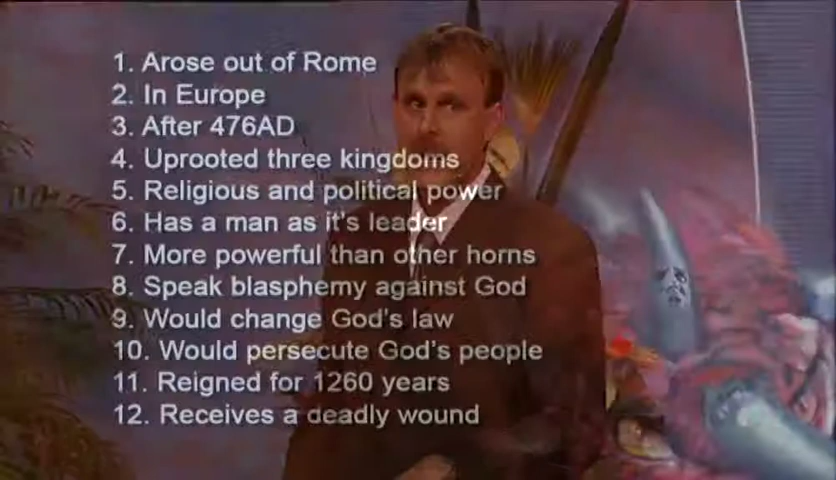 1. Arose out of Rome
2. In Europe
3. After 476AD
4. Uprooted three kingdoms
5. Religious and political power
6. Has a man as it's leader
7. More powerful than other horns
8. Speak blasphemy against God
9. Would change God's law
10. Would persecute God's people
11. Reigned for 1260 years
12. Receives a deadly wound